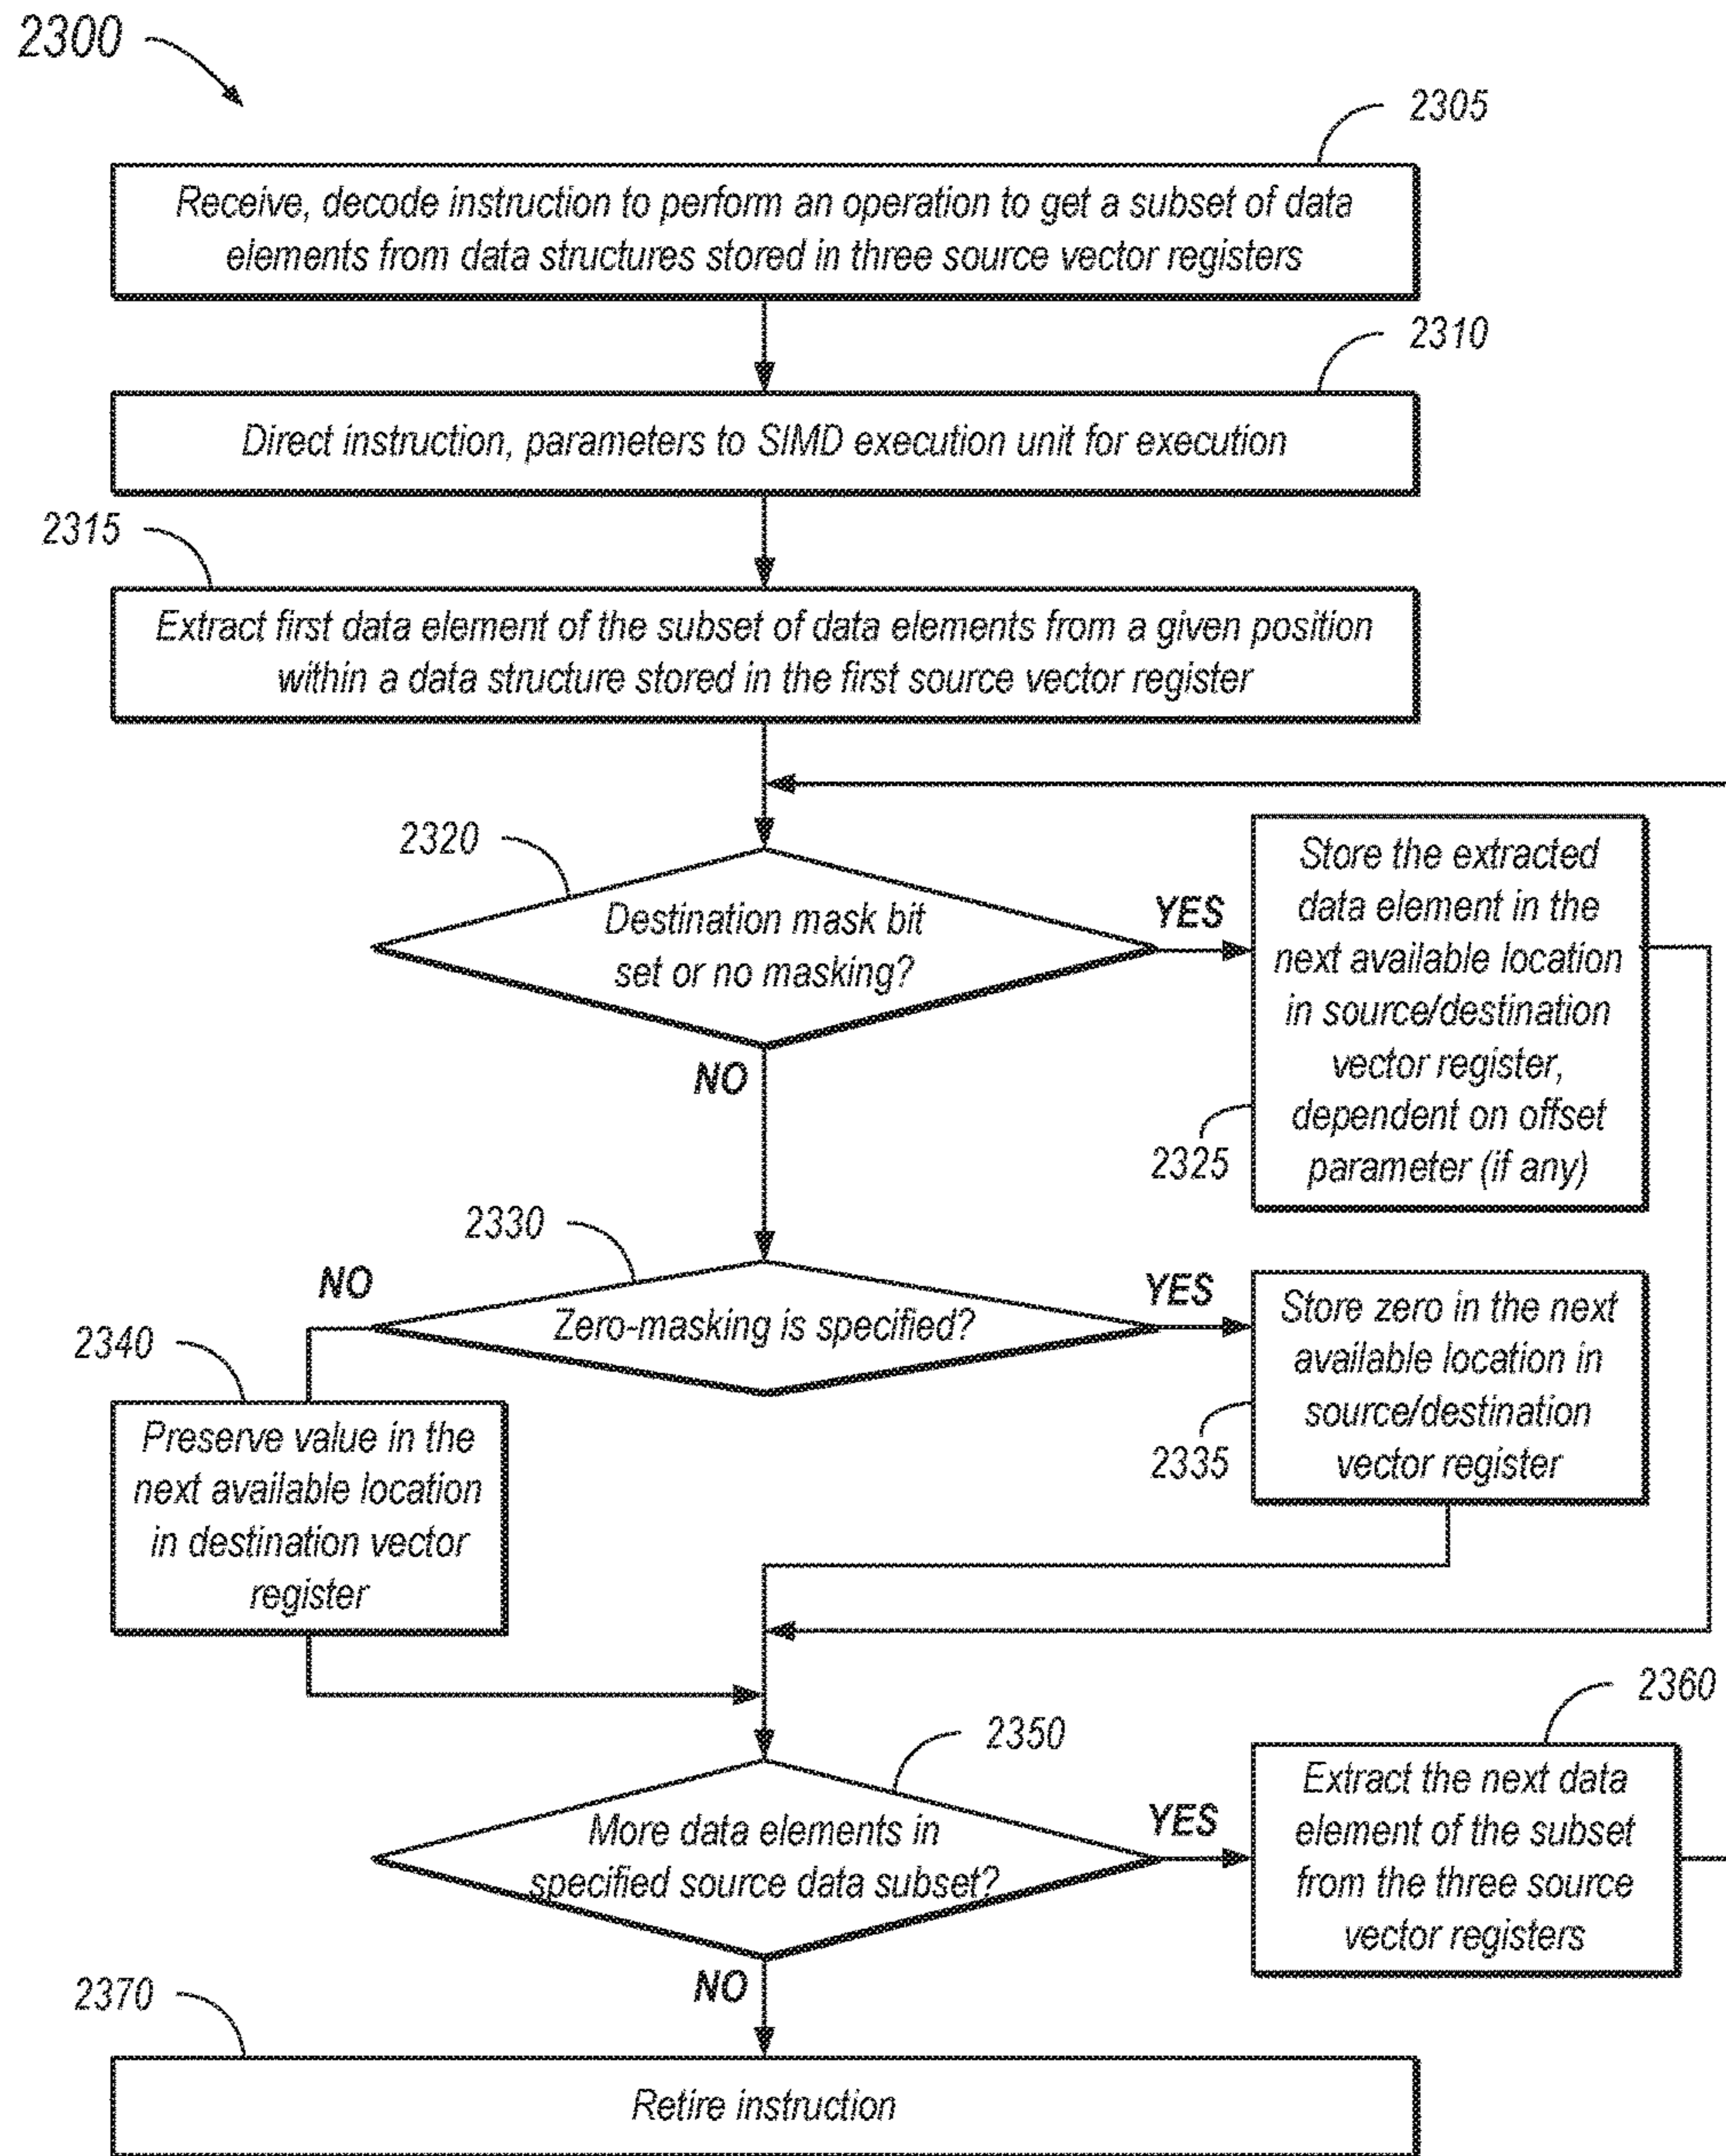 2300
2305
Receive, decode instruction to perform an operation to get a subset of data
elements from data structures stored in three source vector registers
2310
Direct instruction, parameters to SIMD execution unit for execution
2315
Extract first data element of the subset of data elements from a given position
within a data structure stored in the first source vector register
2320
Destination mask bit
set or no masking?
YES
NO
Store the extracted
data element in the
next available location
in source/destination
vector register,
dependent on offset
parameter (if any)
2325
2330
Zero-masking is specified?
NO
YES
Store zero in the next
available location in
source/destination
vector register
2335
2340
Preserve value in the
next available location
in destination vector
register
2350
More data elements in
specified source data subset?
YES
NO
2360
Extract the next data
element of the subset
from the three source
vector registers
2370
Retire instruction